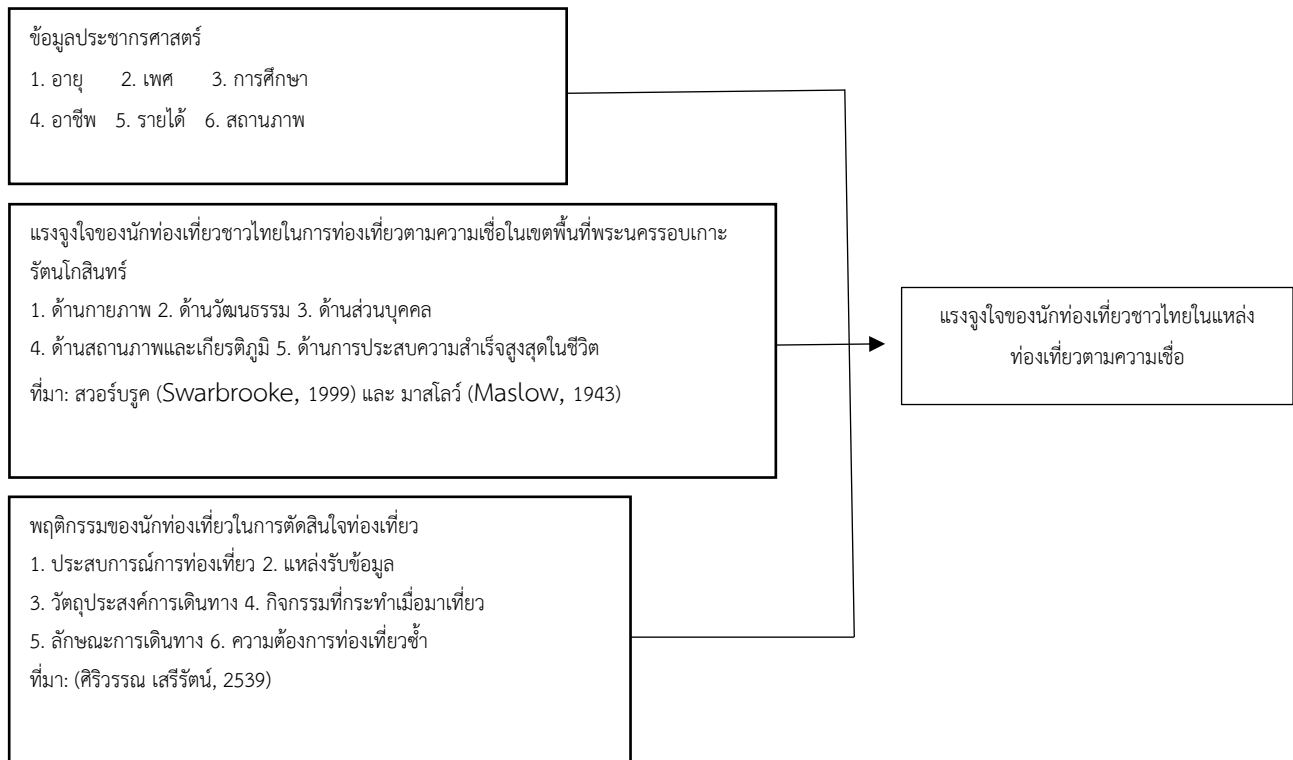 ข้อมูลประชากรศาสตร์
1. อายุ 2. เพศ 3. การศึกษา
4. อาชีพ 5. รายได้ 6. สถานภาพ
แรงจูงใจของนักท่องเที่ยวชาวไทยในการท่องเที่ยวตามความเชื่อในเขตพื้นที่พระนครรอบเกาะ
รัตนโกสินทร์
1. ด้านกายภาพ 2. ด้านวัฒนธรรม 3. ด้านส่วนบุคคล
4. ด้านสถานภาพและเกียรติภูมิ 5. ด้านการประสบความสำเร็จสูงสุดในชีวิต
ที่มา: สวอร์บรูค (Swarbrooke, 1999) และ มาสโลว์ (Maslow, 1943)
พฤติกรรมของนักท่องเที่ยวในการตัดสินใจท่องเที่ยว
1. ประสบการณ์การท่องเที่ยว 2. แหล่งรับข้อมูล
3. วัตถุประสงค์การเดินทาง 4. กิจกรรมที่กระทำเมื่อมาเที่ยว
5. ลักษณะการเดินทาง 6. ความต้องการท่องเที่ยวซ้ำ
ที่มา: (ศิริวรรณ เสรีรัตน์, 2539)
แรงจูงใจของนักท่องเที่ยวชาวไทยในแหล่ง
ท่องเที่ยวตามความเชื่อ